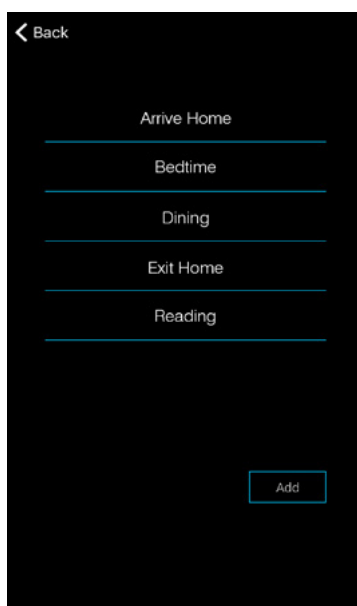 Back
Arrive Home
Bedtime
Dining
Exit Home
Reading
Add